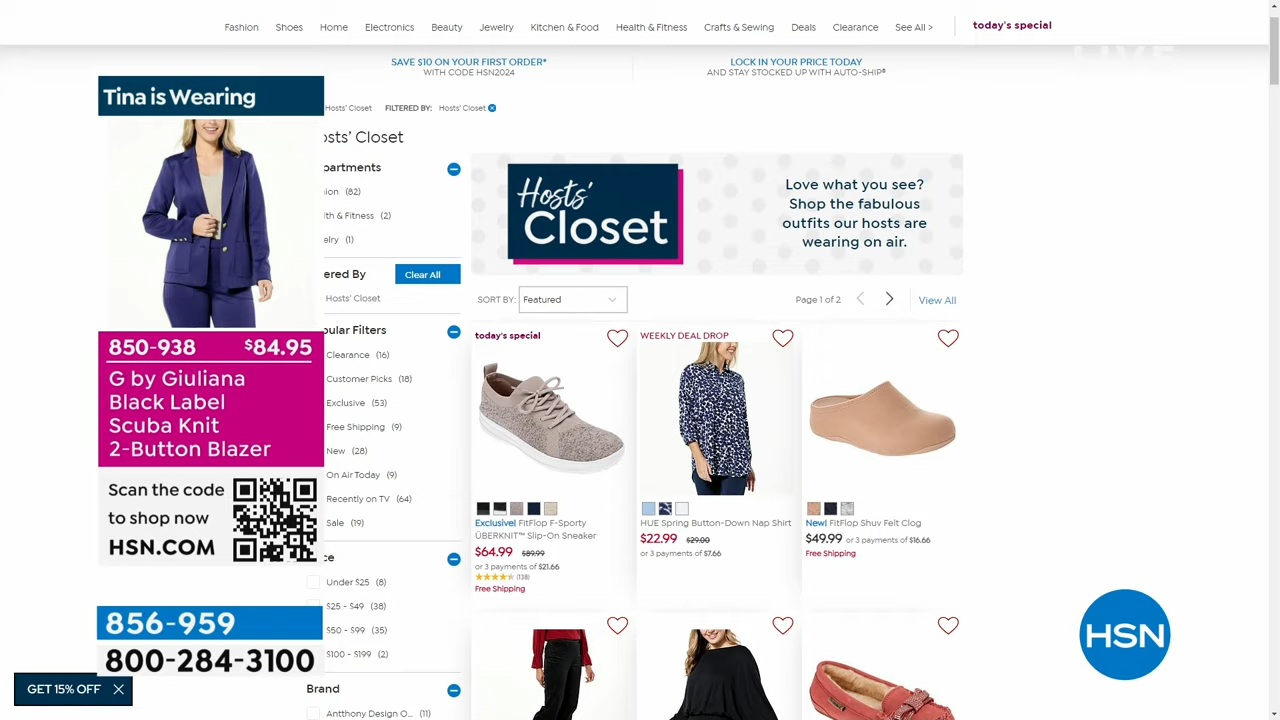 Fashion Shoes Home Electronics Beauty Jewelry Kitchen & Food Health & Fitness Crafts & Sewing Deals Clearance See All > today's special
LIVE
SAVE $10 ON YOUR FIRST ORDER*
WITH CODE HSN2024
LOCK IN YOUR PRICE TODAY
AND STAY STOCKED UP WITH AUTO-SHIP®
Tina is Wearing
850-938 $84.95
G by Giuliana
Black Label
Scuba Knit
2-Button Blazer
Scan the code
to shop now
HSN.COM
856-959
800-284-3100
GET 15% OFF
Hosts' Closet FILTERED BY: Hosts' Closet
osts' Closet
partments
ion (82)
lth & Fitness (2)
elry (1)
ered By Clear All
Hosts' Closet
pular Filters
Clearance (16)
Customer Picks (18)
Exclusive (53)
Free Shipping (9)
New (28)
On Air Today (9)
Recently on TV (64)
Sale (19)
ce
Under $25 (8)
$25 - $49 (38)
$50 - $99 (35)
$100 - $199 (2)
Brand
Antthony Design O... (11)
Hosts'
Closet
Love what you see?
Shop the fabulous
outfits our hosts are
wearing on air.
SORT BY: Featured Page 1 of 2 View All
today's special
Exclusive! FitFlop F-Sporty
ÜBERKNIT™ Slip-On Sneaker
$64.99 $89.99
or 3 payments of $21.66
(138)
Free Shipping
WEEKLY DEAL DROP
HUE Spring Button-Down Nap Shirt
$22.99 $29.00
or 3 payments of $7.66
New! FitFlop Shuv Felt Clog
$49.99 or 3 payments of $16.66
Free Shipping
HSN